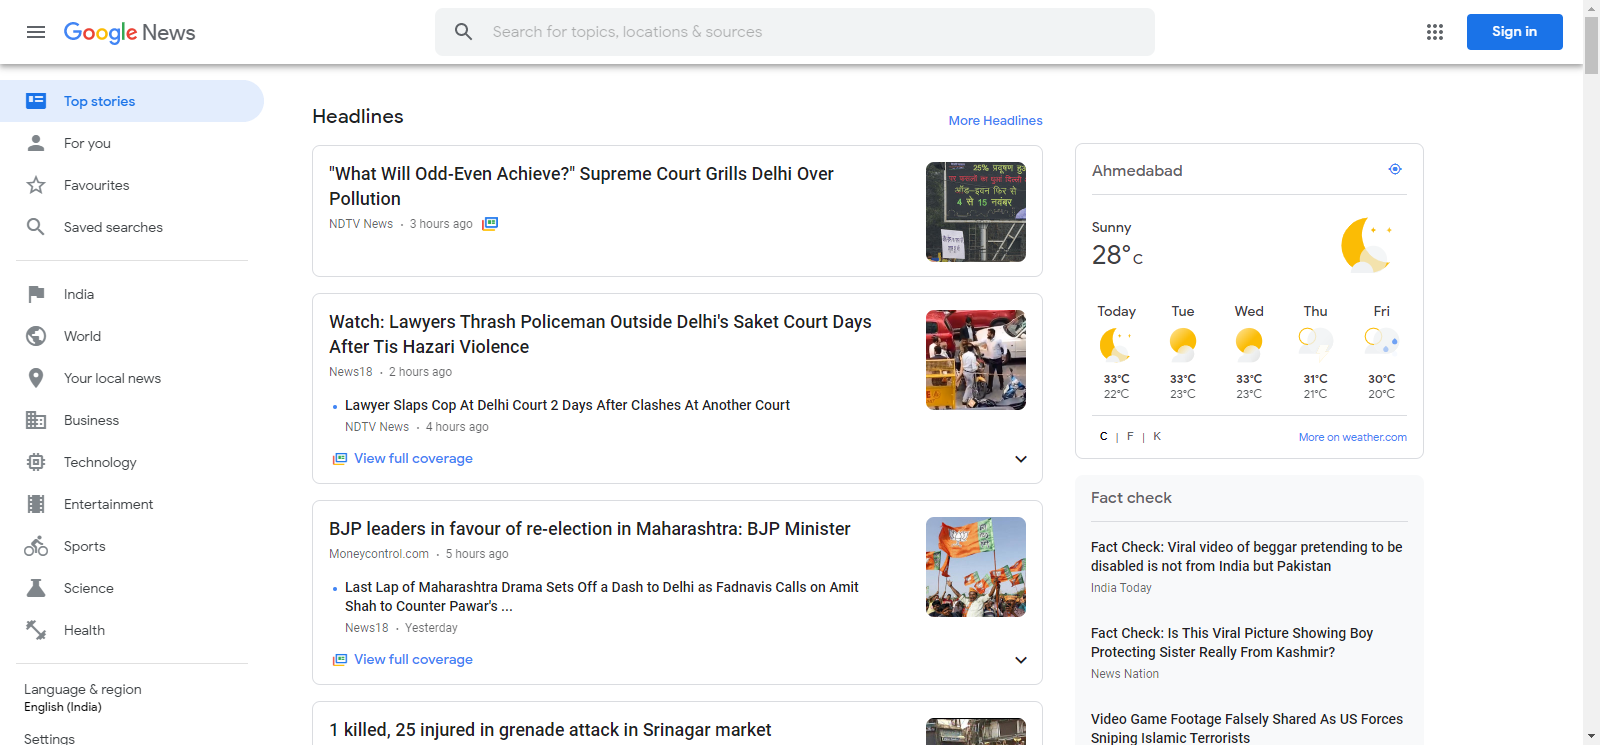 Google News
Search for topics, locations & sources
Sign in
Top stories
For you
Favourites
Saved searches
India
World
Your local news
Business
Technology
Entertainment
Sports
Science
Health
Language & region
English (India)
Settings
Headlines
More Headlines
"What Will Odd-Even Achieve?" Supreme Court Grills Delhi Over
Pollution
NDTV News · 3 hours ago
25% प्रदूषण
4 से 15 नवंबर
Watch: Lawyers Thrash Policeman Outside Delhi's Saket Court Days
After Tis Hazari Violence
News18 · 2 hours ago
Lawyer Slaps Cop At Delhi Court 2 Days After Clashes At Another Court
NDTV News · 4 hours ago
View full coverage
BJP leaders in favour of re-election in Maharashtra: BJP Minister
Moneycontrol.com · 5 hours ago
Last Lap of Maharashtra Drama Sets Off a Dash to Delhi as Fadnavis Calls on Amit
Shah to Counter Pawar's ...
News18 · Yesterday
View full coverage
1 killed, 25 injured in grenade attack in Srinagar market
Ahmedabad
Sunny
28°C
Today Tue Wed Thu Fri
33°C 33°C 33°C 31°C 30°C
22°C 23°C 23°C 21°C 20°C
C | F | K
More on weather.com
Fact check
Fact Check: Viral video of beggar pretending to be
disabled is not from India but Pakistan
India Today
Fact Check: Is This Viral Picture Showing Boy
Protecting Sister Really From Kashmir?
News Nation
Video Game Footage Falsely Shared As US Forces
Sniping Islamic Terrorists